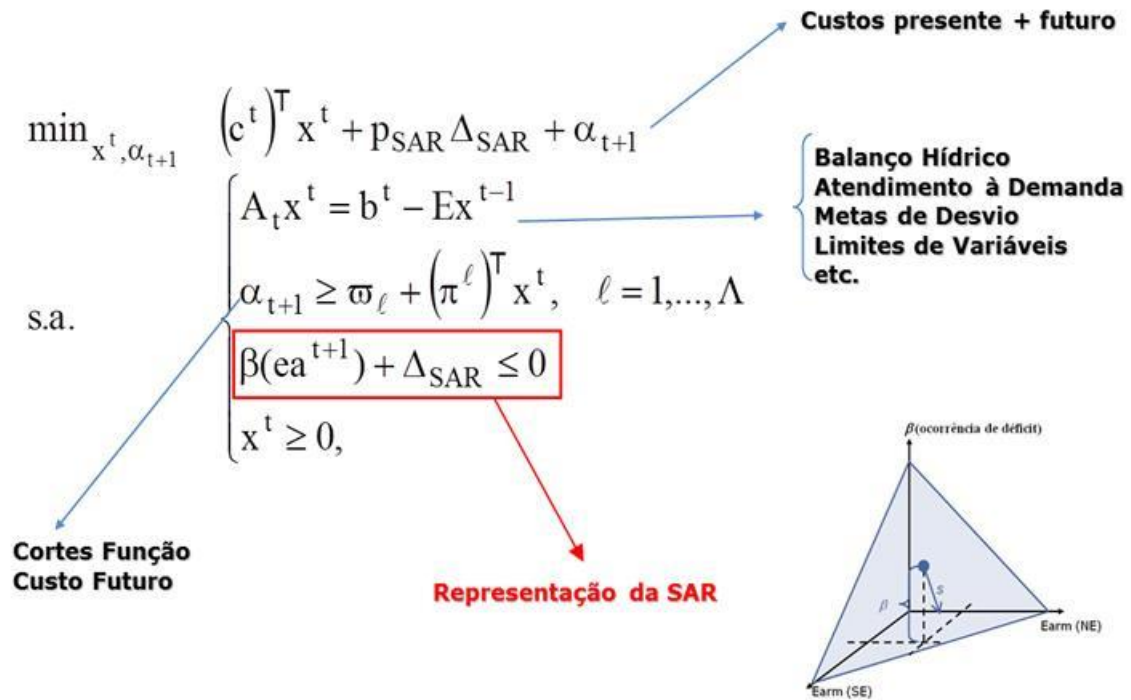 Custos presente + futuro
min_{x^t, α_{t+1}} (c^t)^T x^t + p_SAR Δ_SAR + α_{t+1}
Balanço Hídrico
Atendimento à Demanda
Metas de Desvio
Limites de Variáveis
etc.
A_t x^t = b^t − Ex^{t−1}
α_{t+1} ≥ ϖ_ℓ + (π^ℓ)^T x^t, ℓ = 1,...,Λ
s.a.
β(ea^{t+1}) + Δ_SAR ≤ 0
x^t ≥ 0,
Cortes Função
Custo Futuro
Representação da SAR
β(ocorrência de déficit)
s
β
Earm (NE)
Earm (SE)